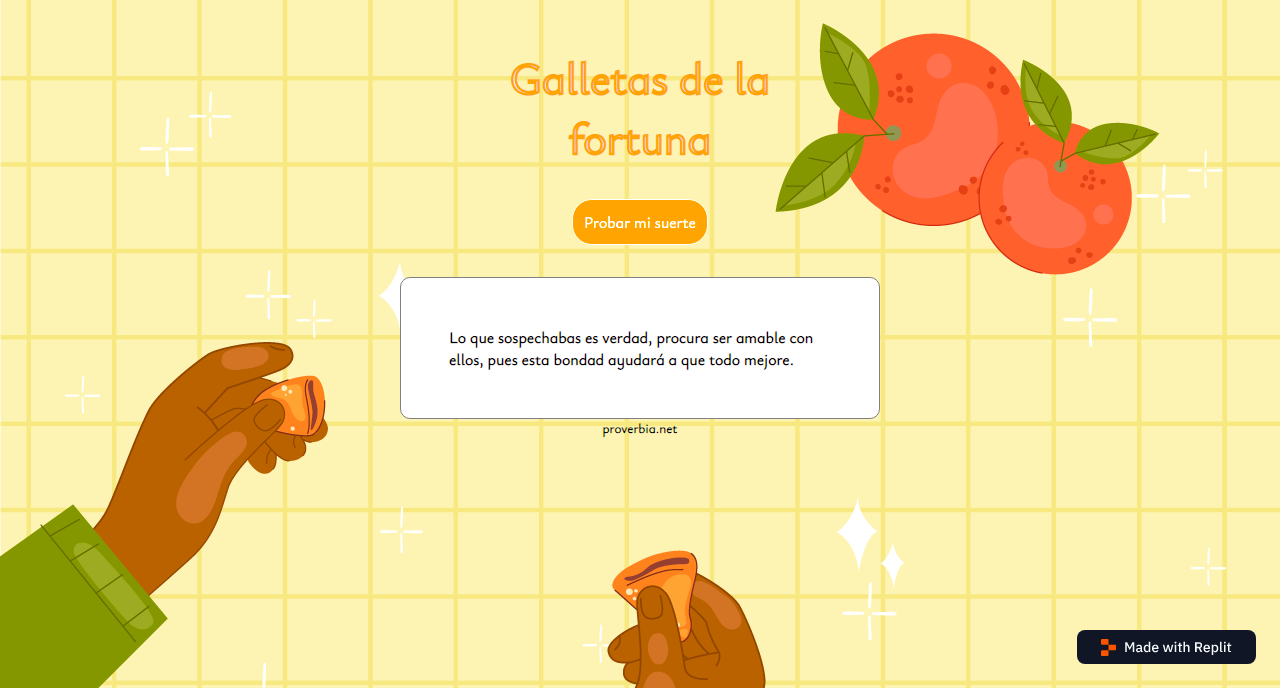 Galletas de la
fortuna
Probar mi suerte
Lo que sospechabas es verdad, procura ser amable con
ellos, pues esta bondad ayudará a que todo mejore.
proverbia.net
Made with Replit